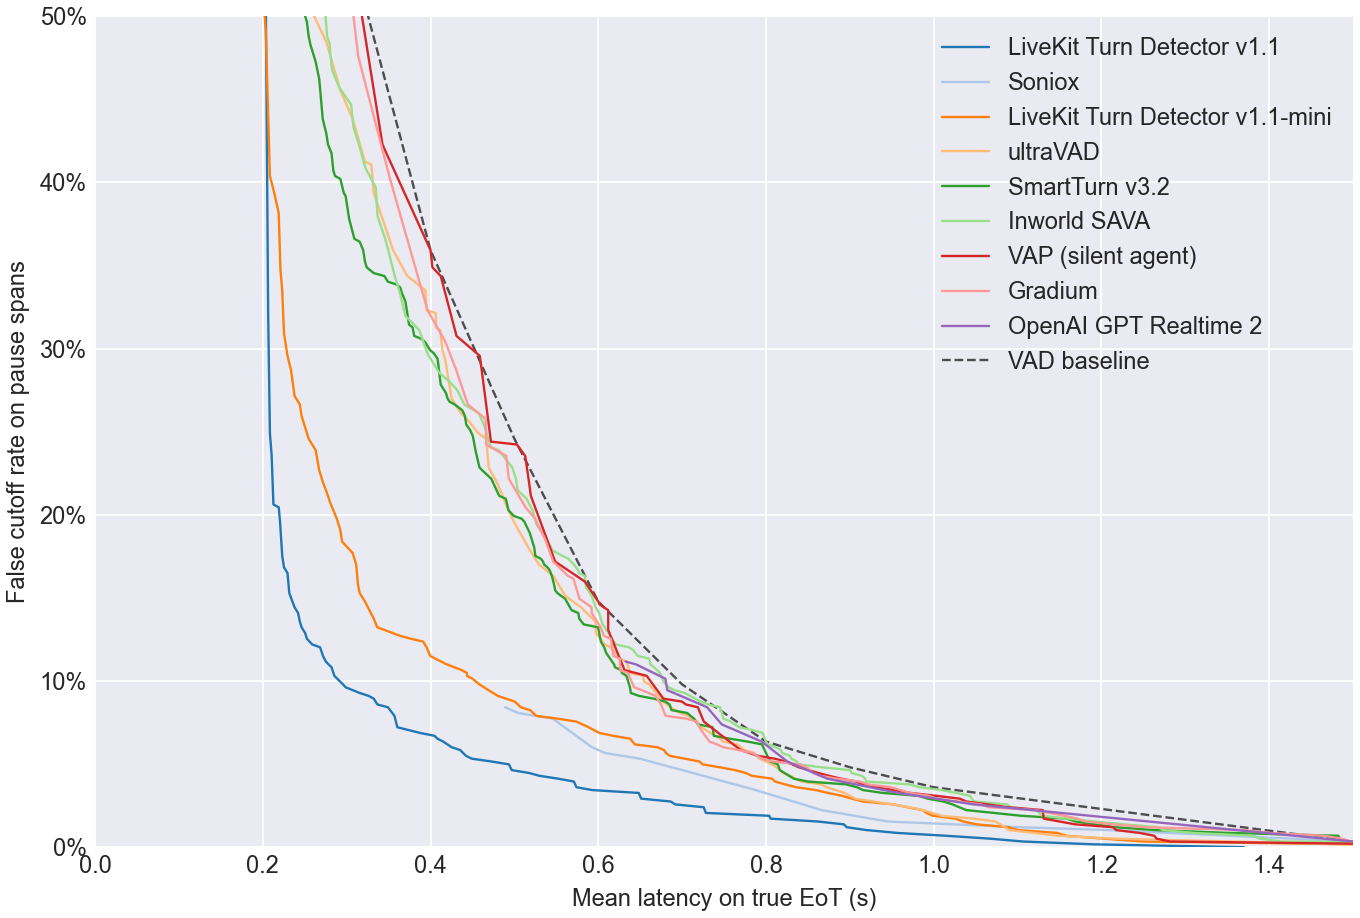 50%
40%
30%
20%
10%
0%
False cutoff rate on pause spans
LiveKit Turn Detector v1.1
Soniox
LiveKit Turn Detector v1.1-mini
ultraVAD
SmartTurn v3.2
Inworld SAVA
VAP (silent agent)
Gradium
OpenAI GPT Realtime 2
VAD baseline
0.0 0.2 0.4 0.6 0.8 1.0 1.2 1.4
Mean latency on true EoT (s)